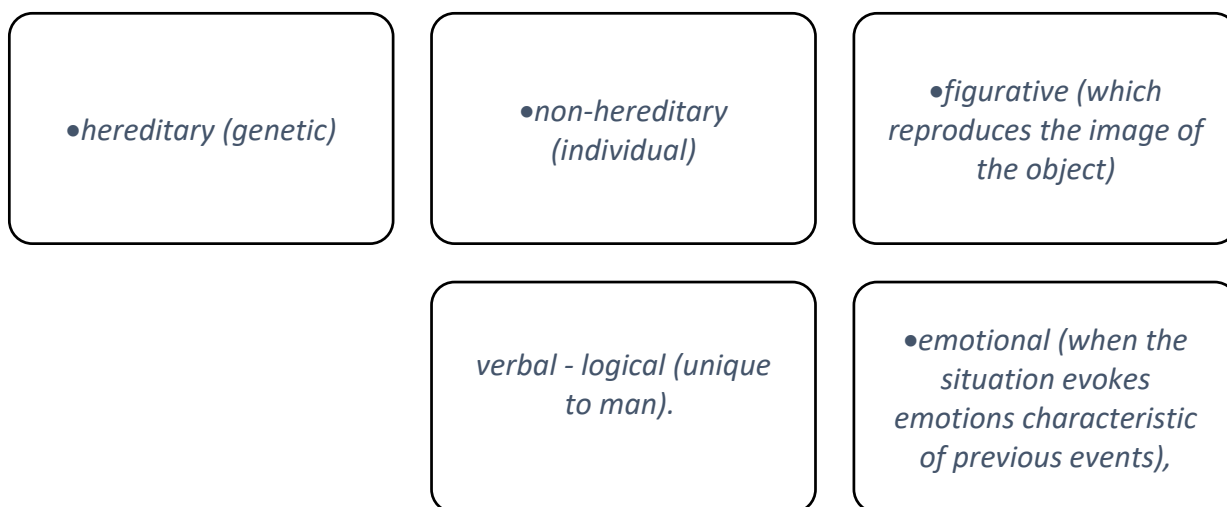 •hereditary (genetic)
•non-hereditary
(individual)
•figurative (which
reproduces the image of
the object)
verbal - logical (unique
to man).
•emotional (when the
situation evokes
emotions characteristic
of previous events),